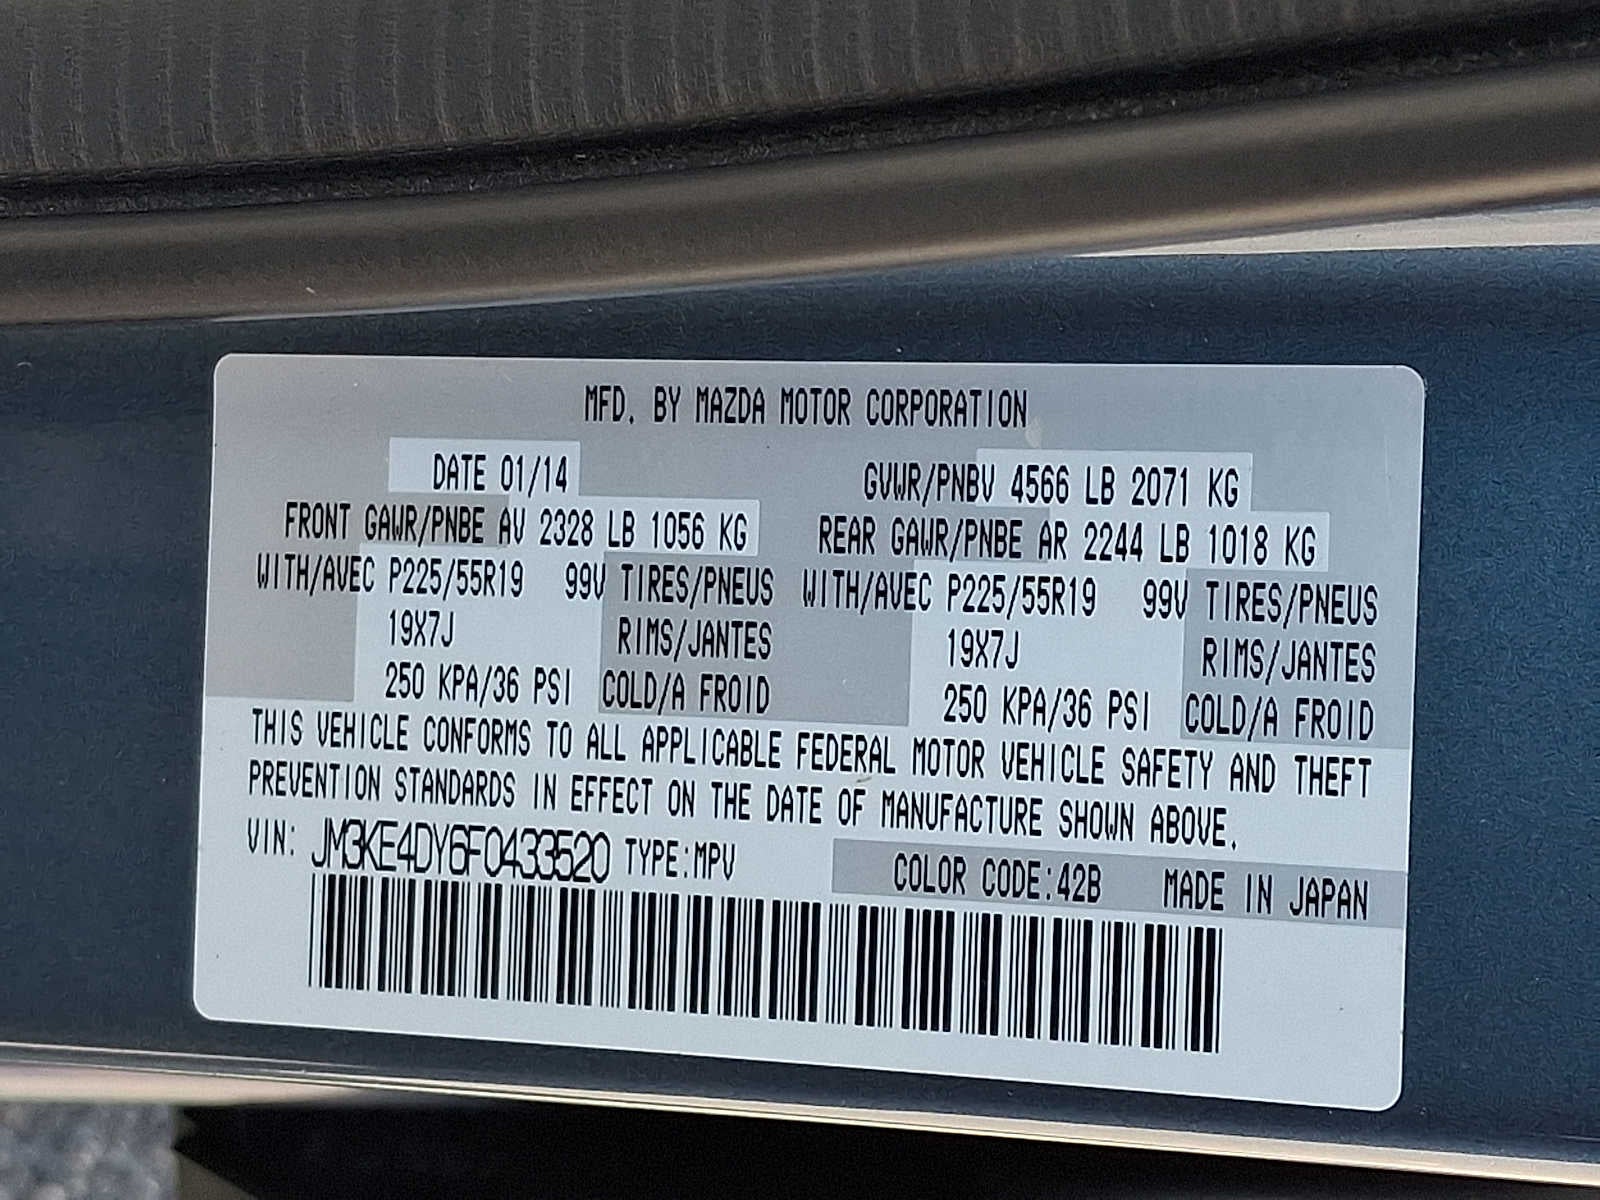 MFD. BY MAZDA MOTOR CORPORATION
DATE 01/14 GVWR/PNBV 4566 LB 2071 KG
FRONT GAWR/PNBE AV 2328 LB 1056 KG REAR GAWR/PNBE AR 2244 LB 1018 KG
WITH/AVEC P225/55R19 99V TIRES/PNEUS WITH/AVEC P225/55R19 99V TIRES/PNEUS
19X7J RIMS/JANTES 19X7J RIMS/JANTES
250 KPA/36 PSI COLD/A FROID 250 KPA/36 PSI COLD/A FROID
THIS VEHICLE CONFORMS TO ALL APPLICABLE FEDERAL MOTOR VEHICLE SAFETY AND THEFT
PREVENTION STANDARDS IN EFFECT ON THE DATE OF MANUFACTURE SHOWN ABOVE.
VIN: JM3KE4DY6F0433520 TYPE:MPV COLOR CODE:42B MADE IN JAPAN